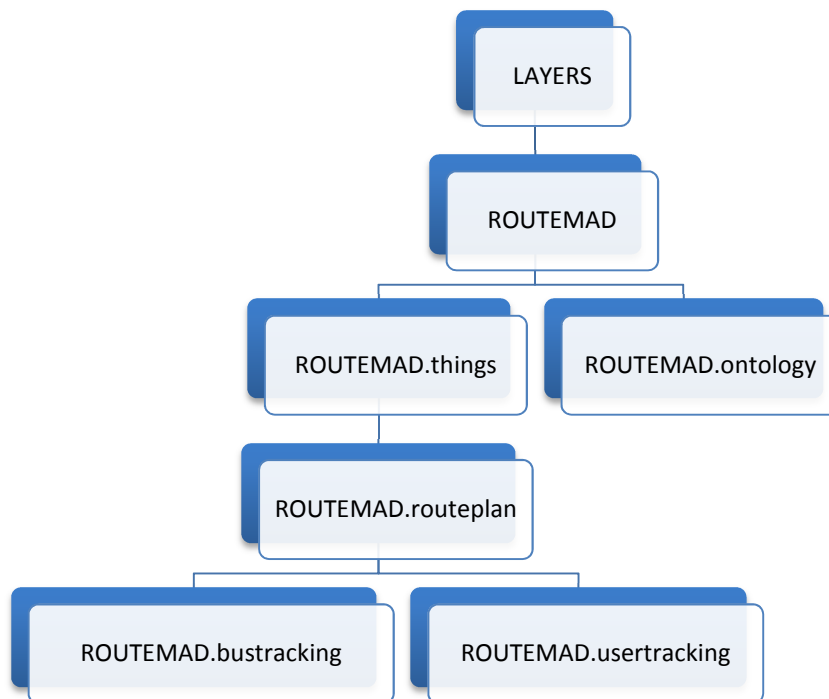 LAYERS
ROUTEMAD
ROUTEMAD.things
ROUTEMAD.ontology
ROUTEMAD.routeplan
ROUTEMAD.bustracking
ROUTEMAD.usertracking